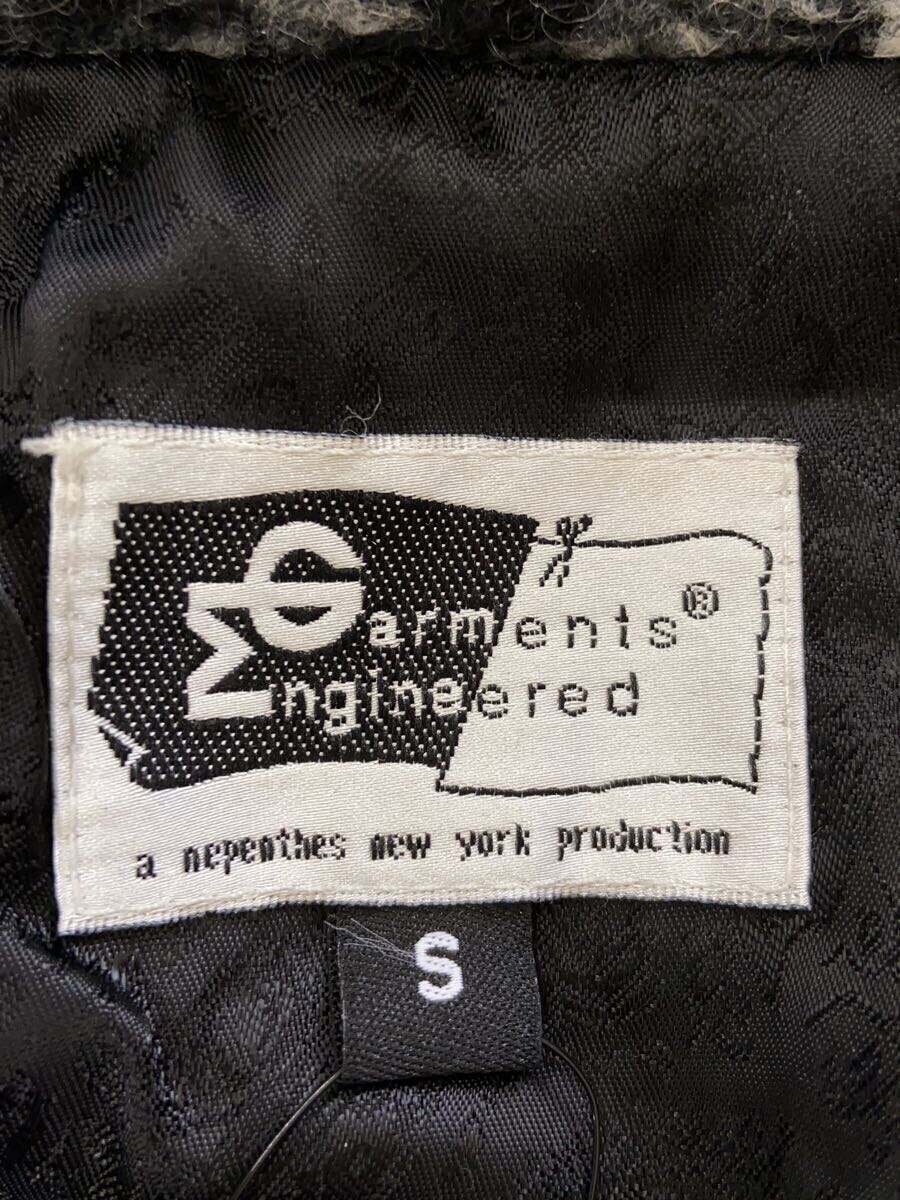 Garments®
Engineered
a nepenthes new york production
S